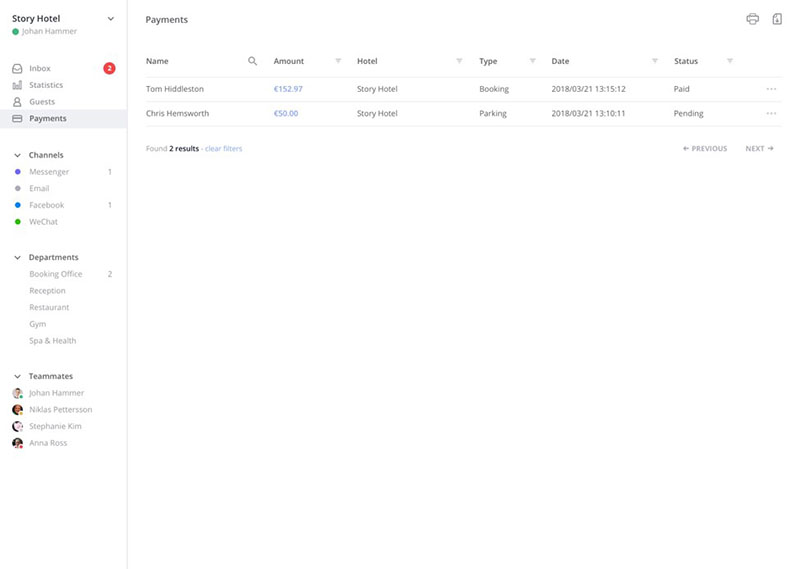 Story Hotel
Johan Hammer
Inbox 2
Statistics
Guests
Payments
Channels
Messenger 1
Email
Facebook 1
WeChat
Departments
Booking Office 2
Reception
Restaurant
Gym
Spa & Health
Teammates
Johan Hammer
Niklas Pettersson
Stephanie Kim
Anna Ross
Payments
Name Amount Hotel Type Date Status
Tom Hiddleston €152.97 Story Hotel Booking 2018/03/21 13:15:12 Paid
Chris Hemsworth €50.00 Story Hotel Parking 2018/03/21 13:10:11 Pending
Found 2 results - clear filters PREVIOUS NEXT